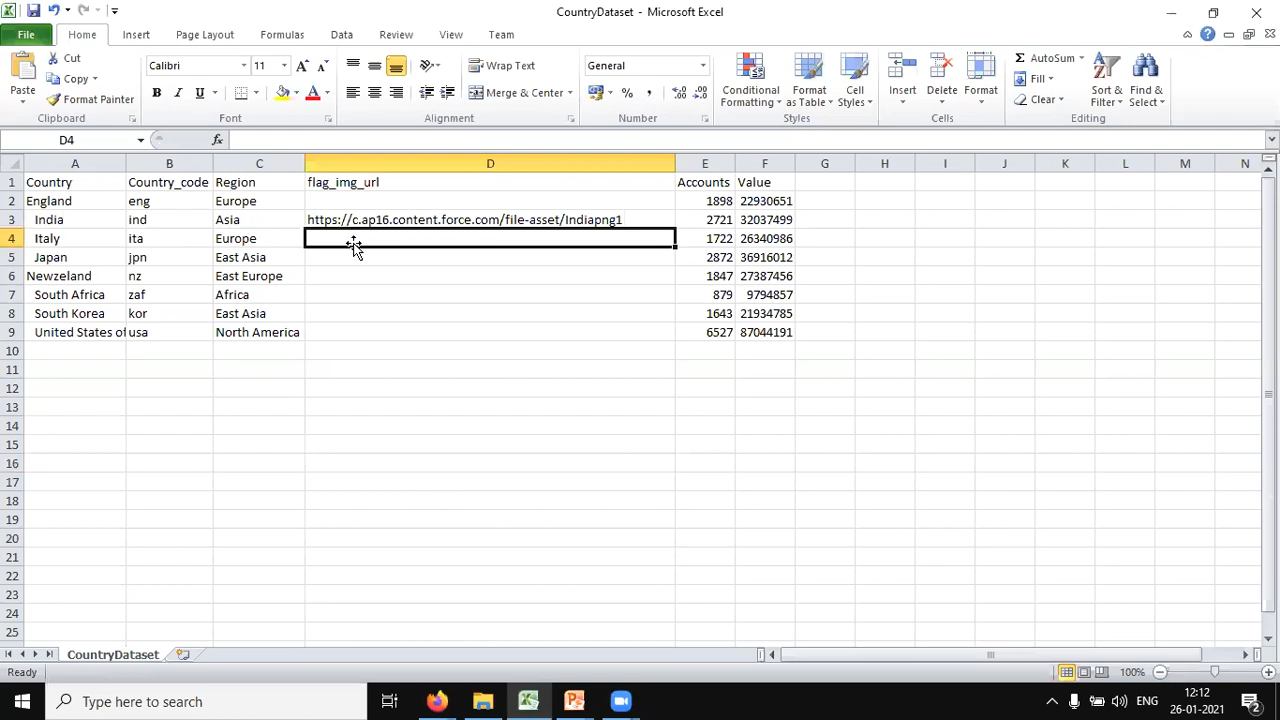 CountryDataset - Microsoft Excel
File Home Insert Page Layout Formulas Data Review View Team
Paste
Cut
Copy
Format Painter
Clipboard
Calibri 11
B I U
Font
Wrap Text
Merge & Center
Alignment
General
Number
Conditional Formatting
Format as Table
Cell Styles
Styles
Insert Delete Format
Cells
AutoSum
Fill
Clear
Sort & Filter
Find & Select
Editing
D4 fx
A B C D E F G H I J K L M N
1 Country Country_code Region flag_img_url Accounts Value
2 England eng Europe 1898 22930651
3 India ind Asia https://c.ap16.content.force.com/file-asset/Indiapng1 2721 32037499
4 Italy ita Europe 1722 26340986
5 Japan jpn East Asia 2872 36916012
6 Newzeland nz East Europe 1847 27387456
7 South Africa zaf Africa 879 9794857
8 South Korea kor East Asia 1643 21934785
9 United States of usa North America 6527 87044191
10
11
12
13
14
15
16
17
18
19
20
21
22
23
24
25
CountryDataset
Ready 100%
Type here to search
ENG
12:12
26-01-2021
2